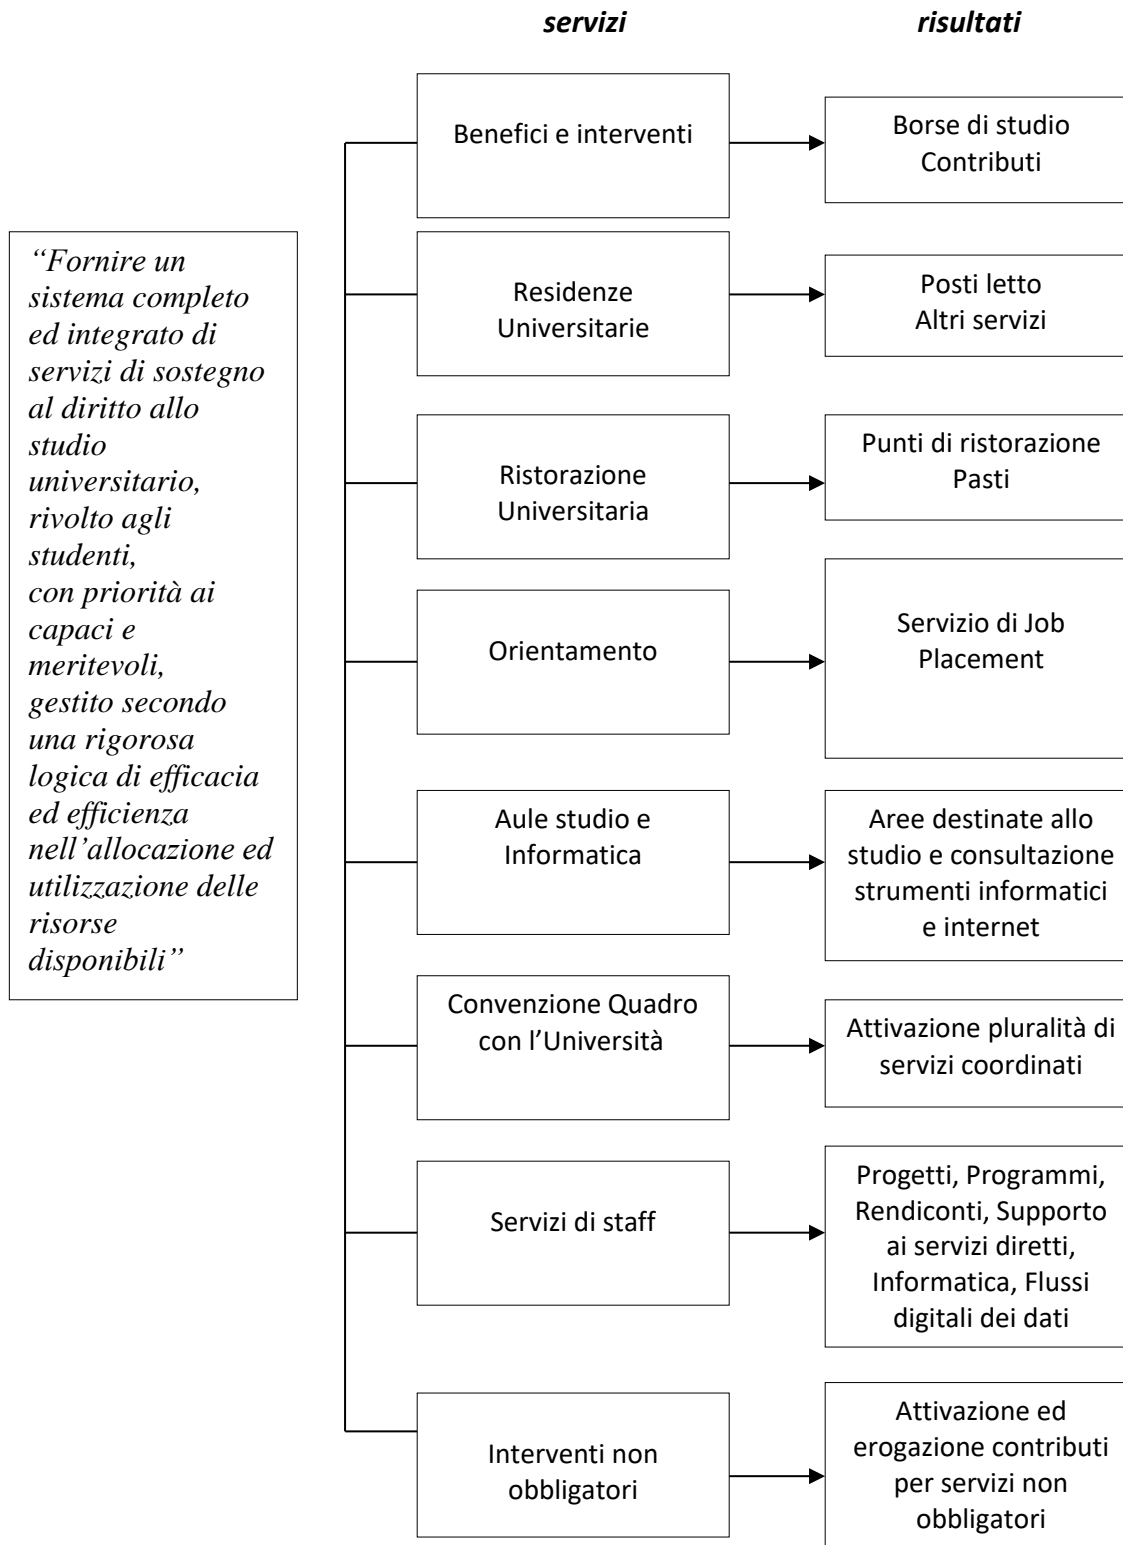 servizi
risultati
“Fornire un
sistema completo
ed integrato di
servizi di sostegno
al diritto allo
studio
universitario,
rivolto agli
studenti,
con priorità ai
capaci e
meritevoli,
gestito secondo
una rigorosa
logica di efficacia
ed efficienza
nell’allocazione ed
utilizzazione delle
risorse
disponibili”
Benefici e interventi
Borse di studio
Contributi
Residenze
Universitarie
Posti letto
Altri servizi
Ristorazione
Universitaria
Punti di ristorazione
Pasti
Orientamento
Servizio di Job
Placement
Aule studio e
Informatica
Aree destinate allo
studio e consultazione
strumenti informatici
e internet
Convenzione Quadro
con l’Università
Attivazione pluralità di
servizi coordinati
Servizi di staff
Progetti, Programmi,
Rendiconti, Supporto
ai servizi diretti,
Informatica, Flussi
digitali dei dati
Interventi non
obbligatori
Attivazione ed
erogazione contributi
per servizi non
obbligatori